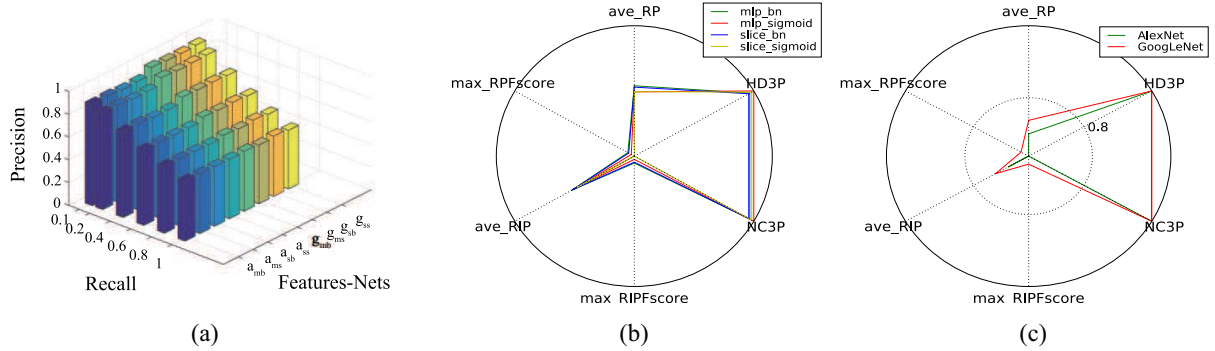 Precision
1
0.8
0.6
0.4
0.2
0
0.1
0.2
0.4
0.6
0.8
1
Recall
a_mb
a_ms
a_sb
a_ss
g_mb
g_ms
g_sb
g_ss
Features-Nets
(a)
ave_RP
mlp_bn
mlp_sigmoid
slice_bn
slice_sigmoid
max_RPFscore
HD3P
ave_RIP
NC3P
max_RIPFscore
(b)
ave_RP
AlexNet
GoogLeNet
max_RPFscore
HD3P
0.8
ave_RIP
NC3P
max_RIPFscore
(c)